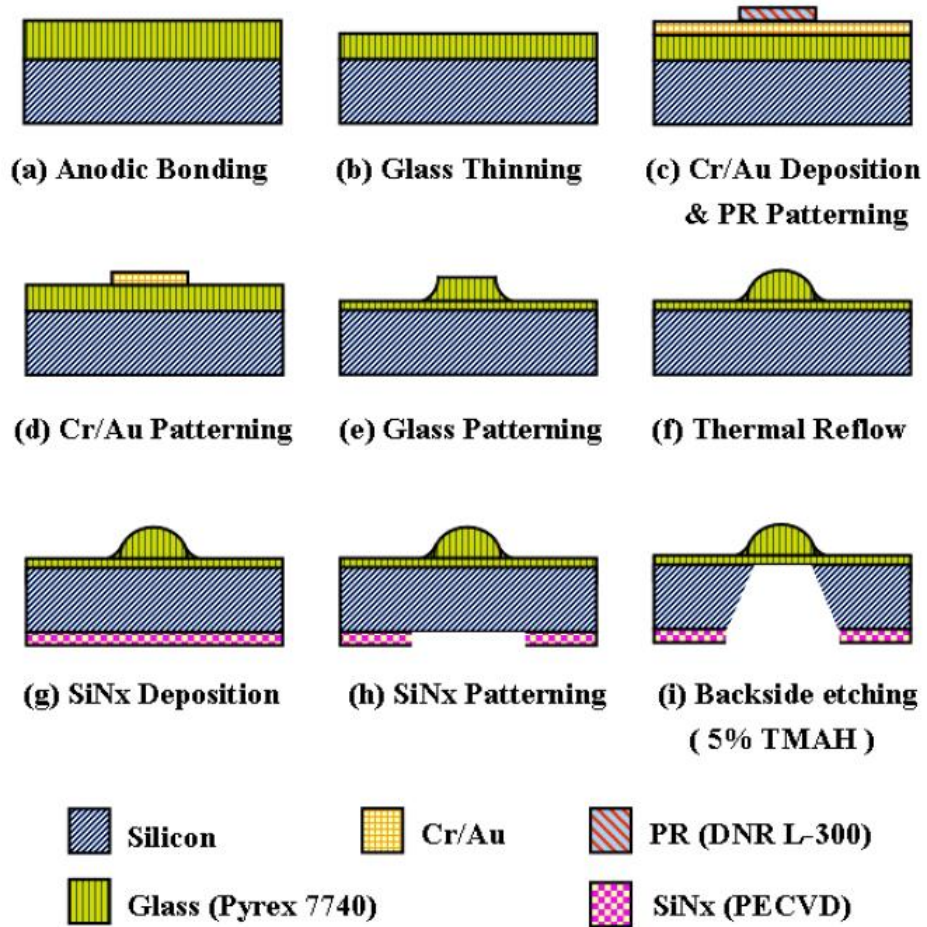 (a) Anodic Bonding
(b) Glass Thinning
(c) Cr/Au Deposition
& PR Patterning
(d) Cr/Au Patterning
(e) Glass Patterning
(f) Thermal Reflow
(g) SiNx Deposition
(h) SiNx Patterning
(i) Backside etching
( 5% TMAH )
Silicon
Cr/Au
PR (DNR L-300)
Glass (Pyrex 7740)
SiNx (PECVD)